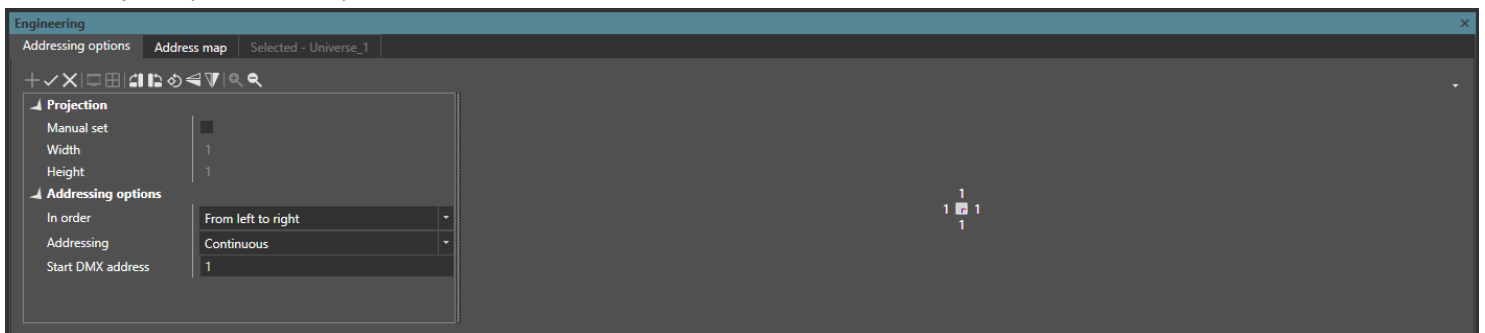 Engineering
Addressing options Address map Selected - Universe_1
Projection
Manual set
Width 1
Height 1
Addressing options
In order From left to right
Addressing Continuous
Start DMX address 1
1
1 r 1
1